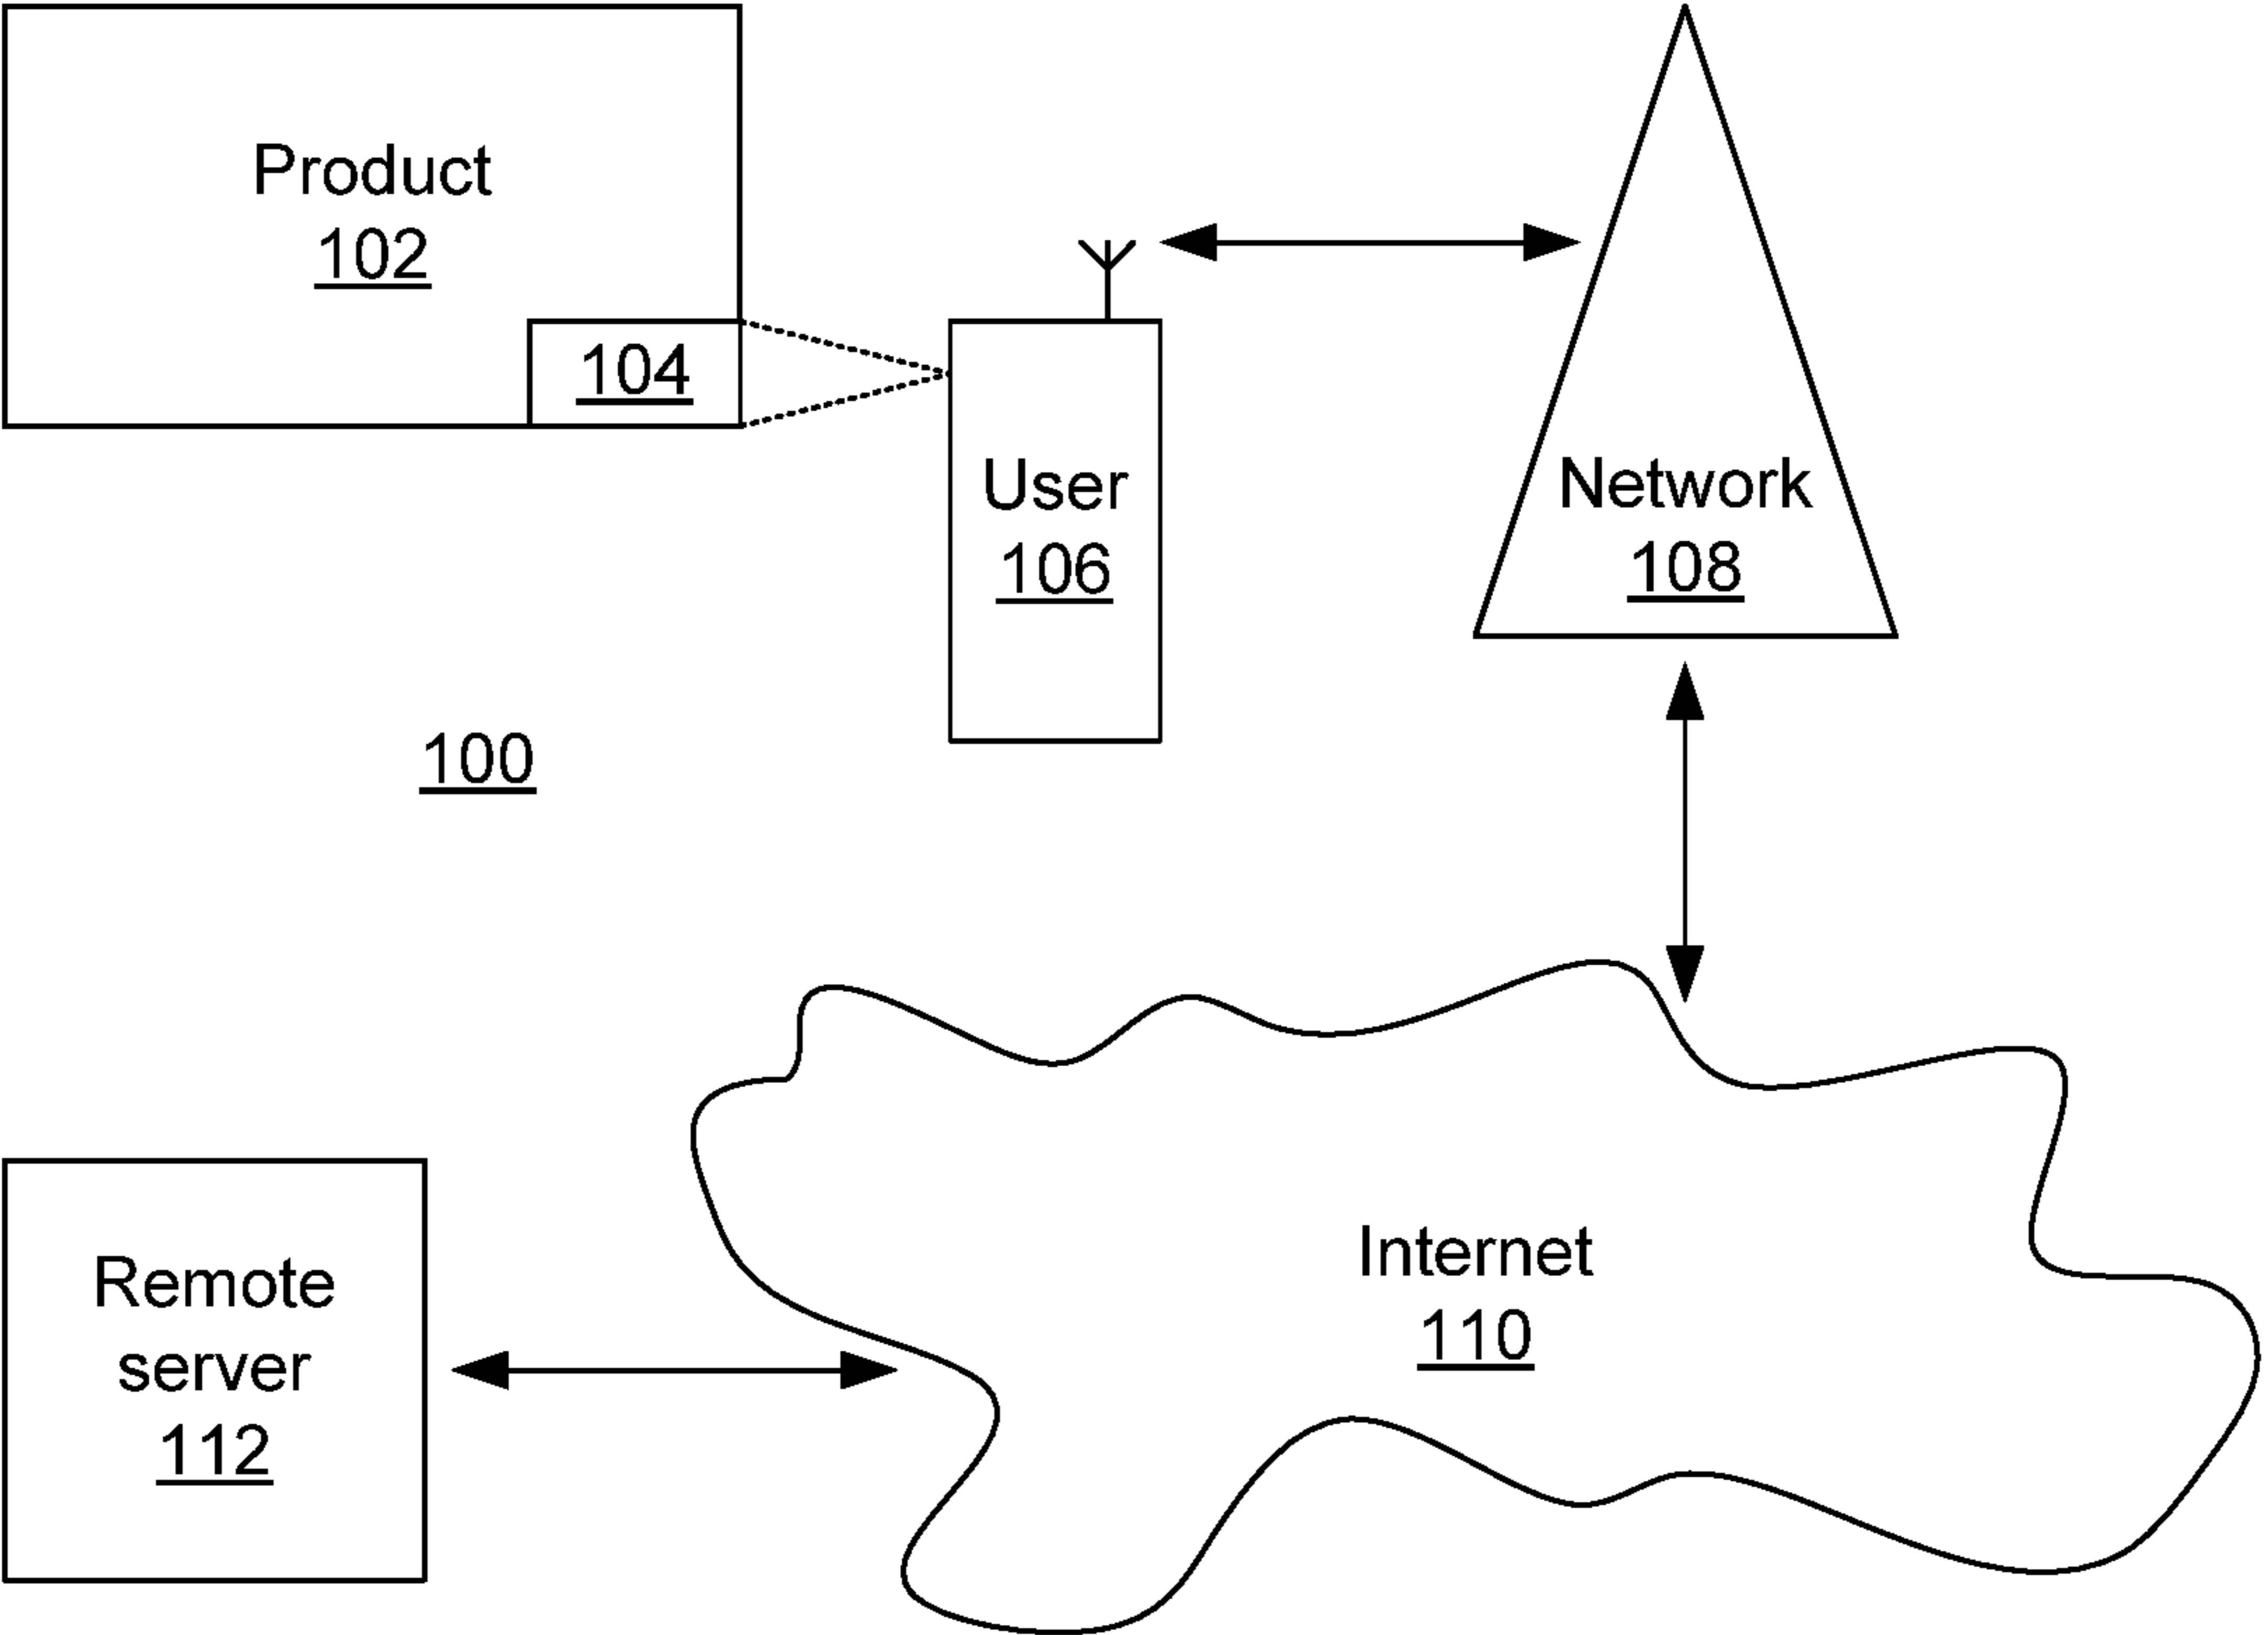 Product
102
104
User
106
Network
108
100
Internet
110
Remote
server
112